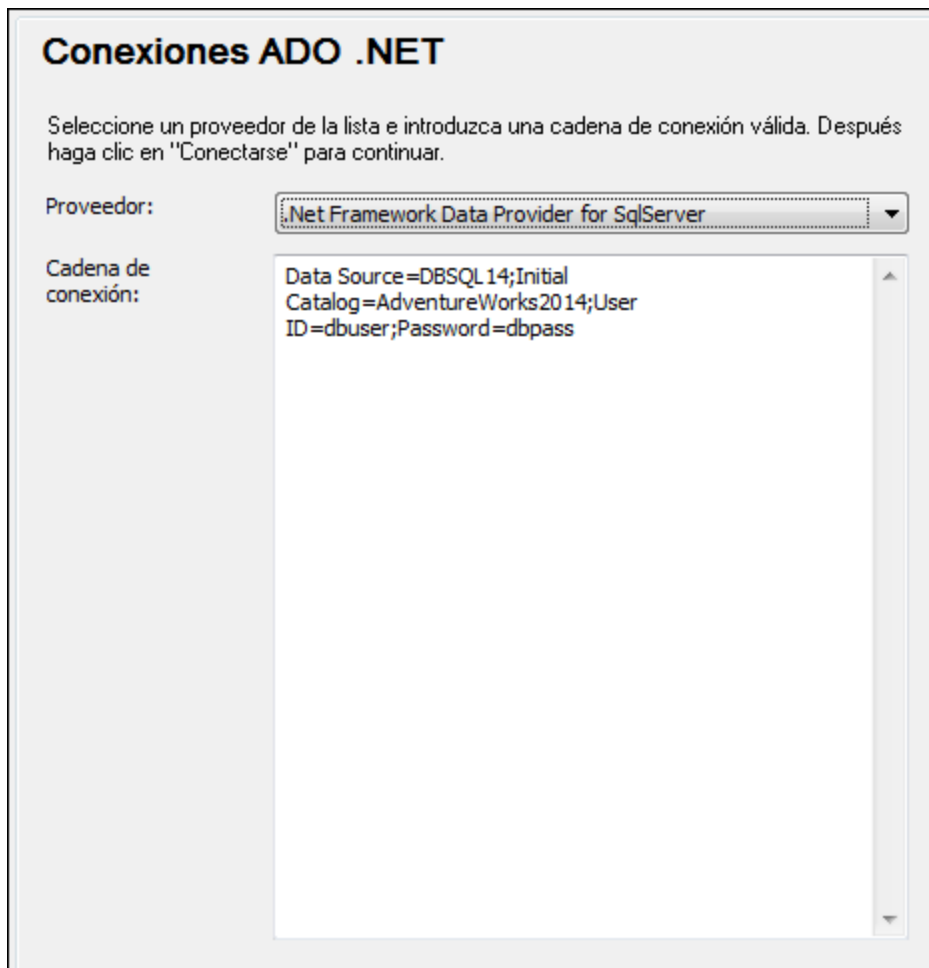 Conexiones ADO .NET
Seleccione un proveedor de la lista e introduzca una cadena de conexión válida. Después
haga clic en "Conectarse" para continuar.
Proveedor:
.Net Framework Data Provider for SqlServer
Cadena de
conexión:
Data Source=DBSQL14;Initial
Catalog=AdventureWorks2014;User
ID=dbuser;Password=dbpass